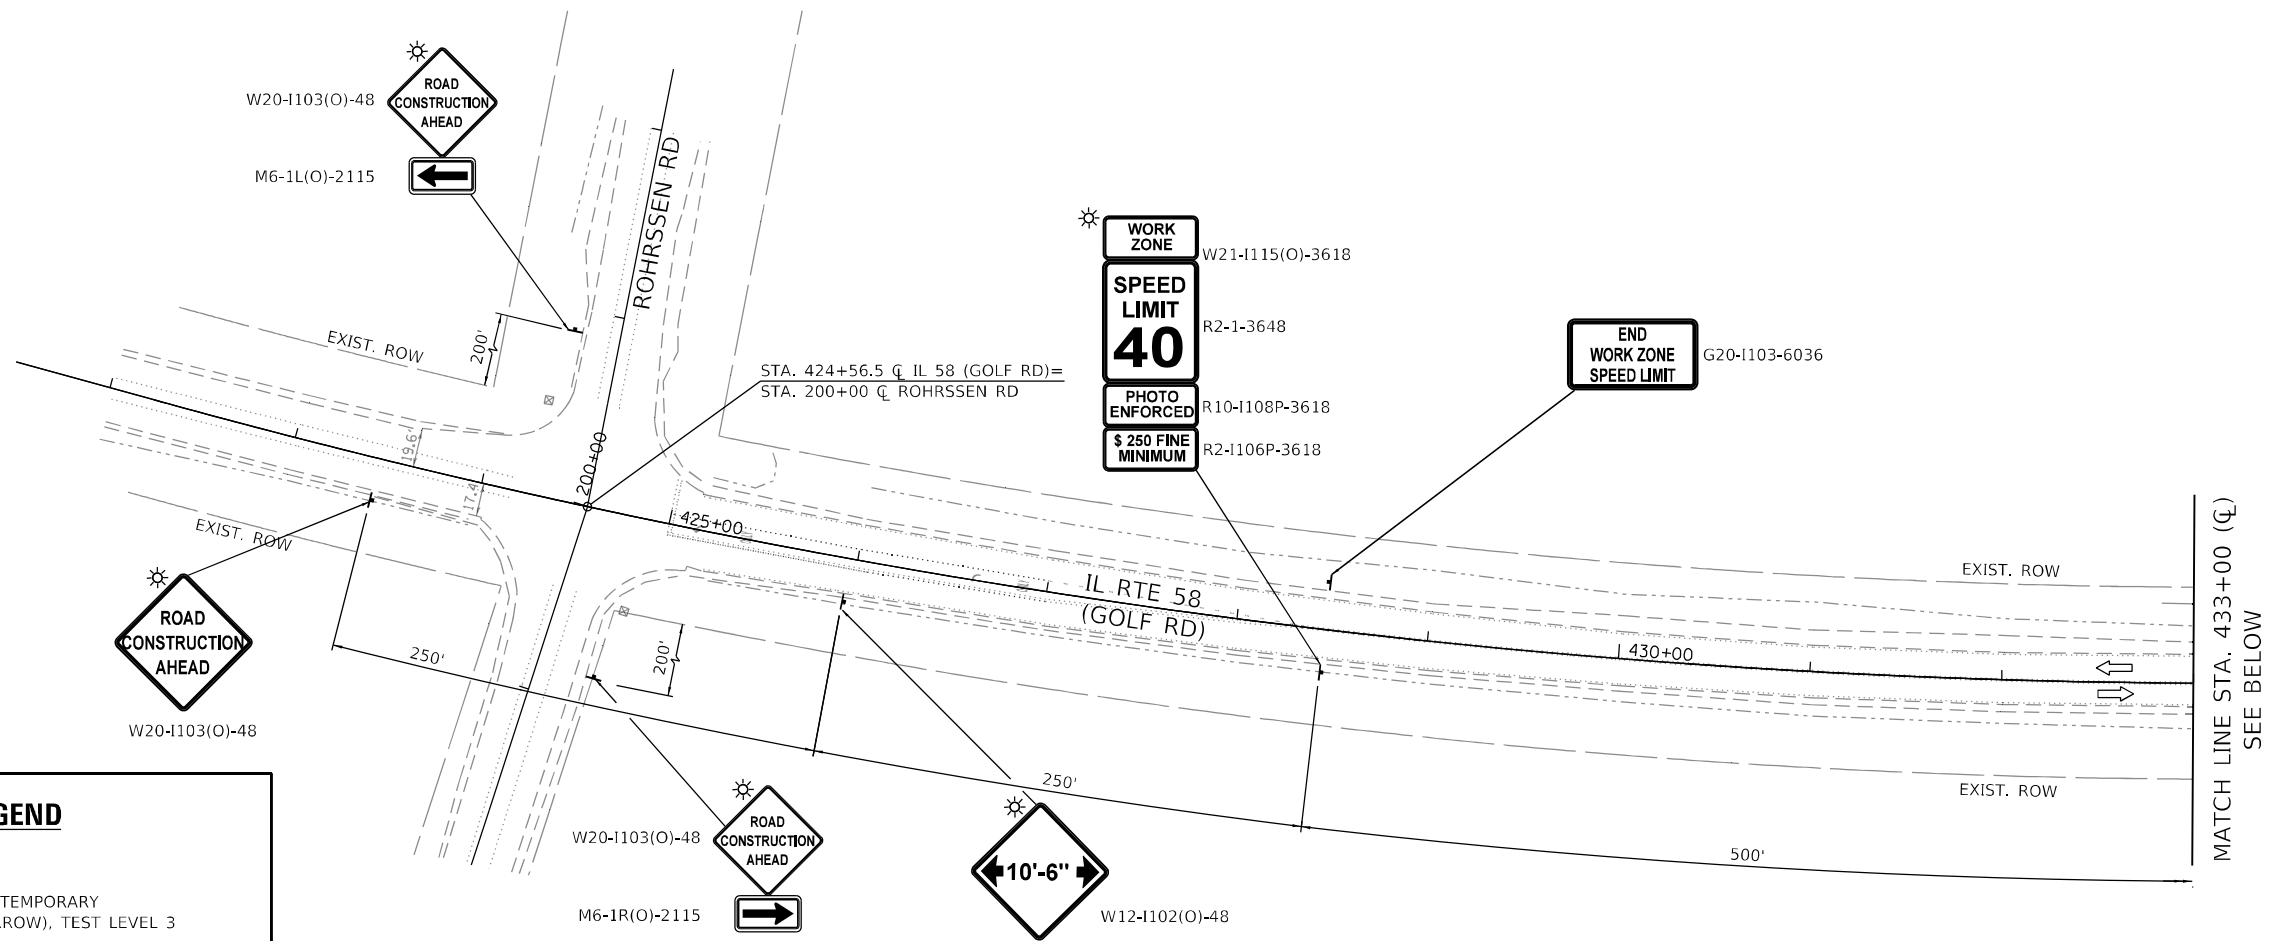 ROAD
CONSTRUCTION
AHEAD
W20-I103(O)-48
M6-1L(O)-2115
ROHRSSEN RD
EXIST. ROW
200'
WORK
ZONE
W21-I115(O)-3618
SPEED
LIMIT
40
R2-1-3648
PHOTO
ENFORCED
R10-I108P-3618
$ 250 FINE
MINIMUM
R2-I106P-3618
END
WORK ZONE
SPEED LIMIT
G20-I103-6036
STA. 424+56.5 ℄ IL 58 (GOLF RD)=
STA. 200+00 ℄ ROHRSSEN RD
19.6'
17.4'
200+00
425+00
EXIST. ROW
IL RTE 58
(GOLF RD)
430+00
EXIST. ROW
EXIST. ROW
MATCH LINE STA. 433+00 (℄)
SEE BELOW
ROAD
CONSTRUCTION
AHEAD
W20-I103(O)-48
250'
200'
250'
500'
W20-I103(O)-48
ROAD
CONSTRUCTION
AHEAD
M6-1R(O)-2115
10'-6"
W12-I102(O)-48
GEND
TEMPORARY
ROW), TEST LEVEL 3